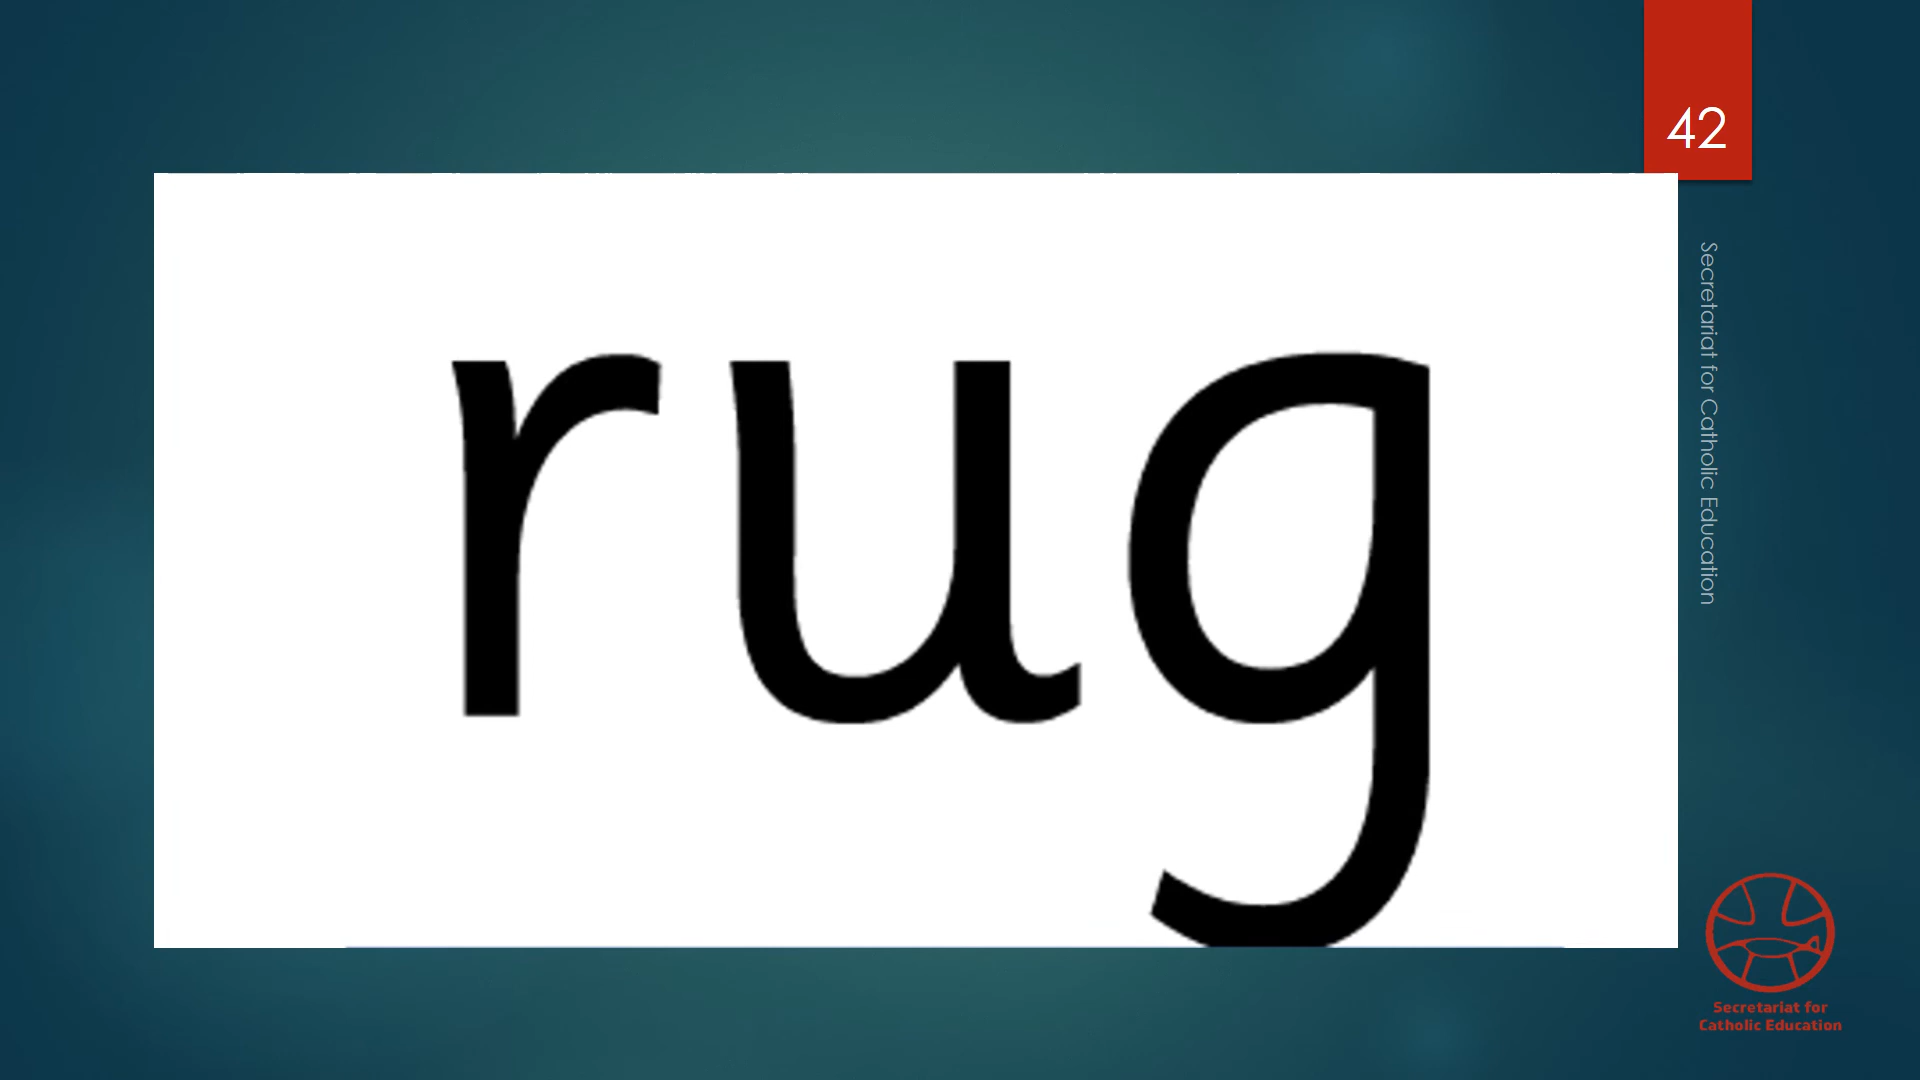 42
rug
Secretariat for Catholic Education
Secretariat for
Catholic Education